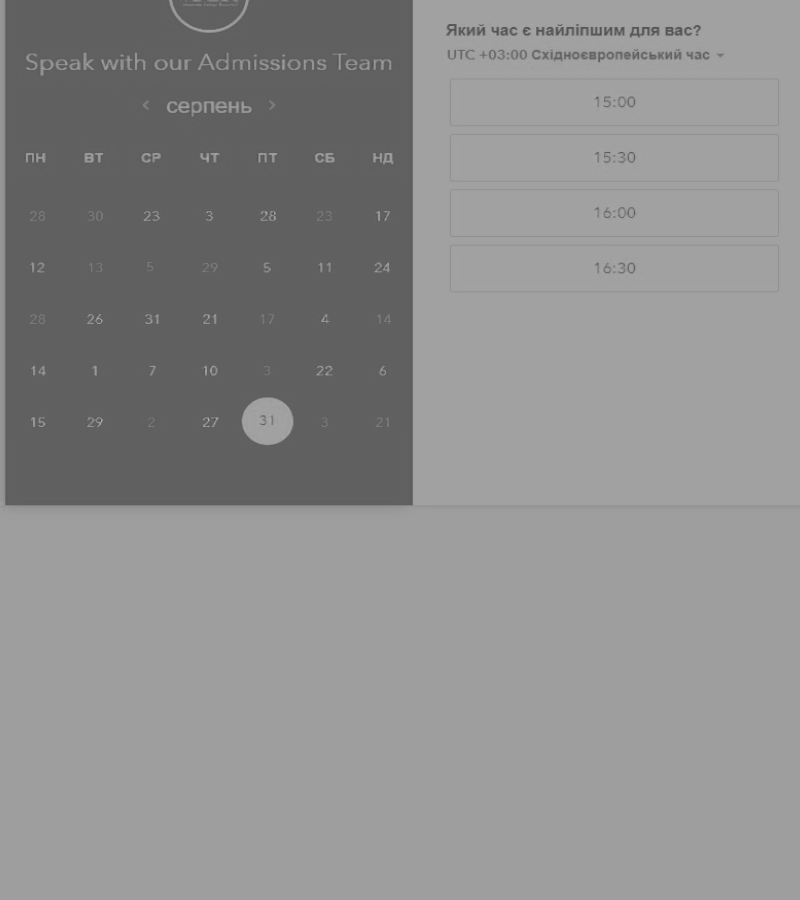 Speak with our Admissions Team
серпень
ПН ВТ СР ЧТ ПТ СБ НД
28 30 23 3 28 23 17
12 13 5 29 5 11 24
28 26 31 21 17 4 14
14 1 7 10 3 22 6
15 29 2 27 31 3 21
Який час є найліпшим для вас?
UTC +03:00 Східноєвропейський час
15:00
15:30
16:00
16:30